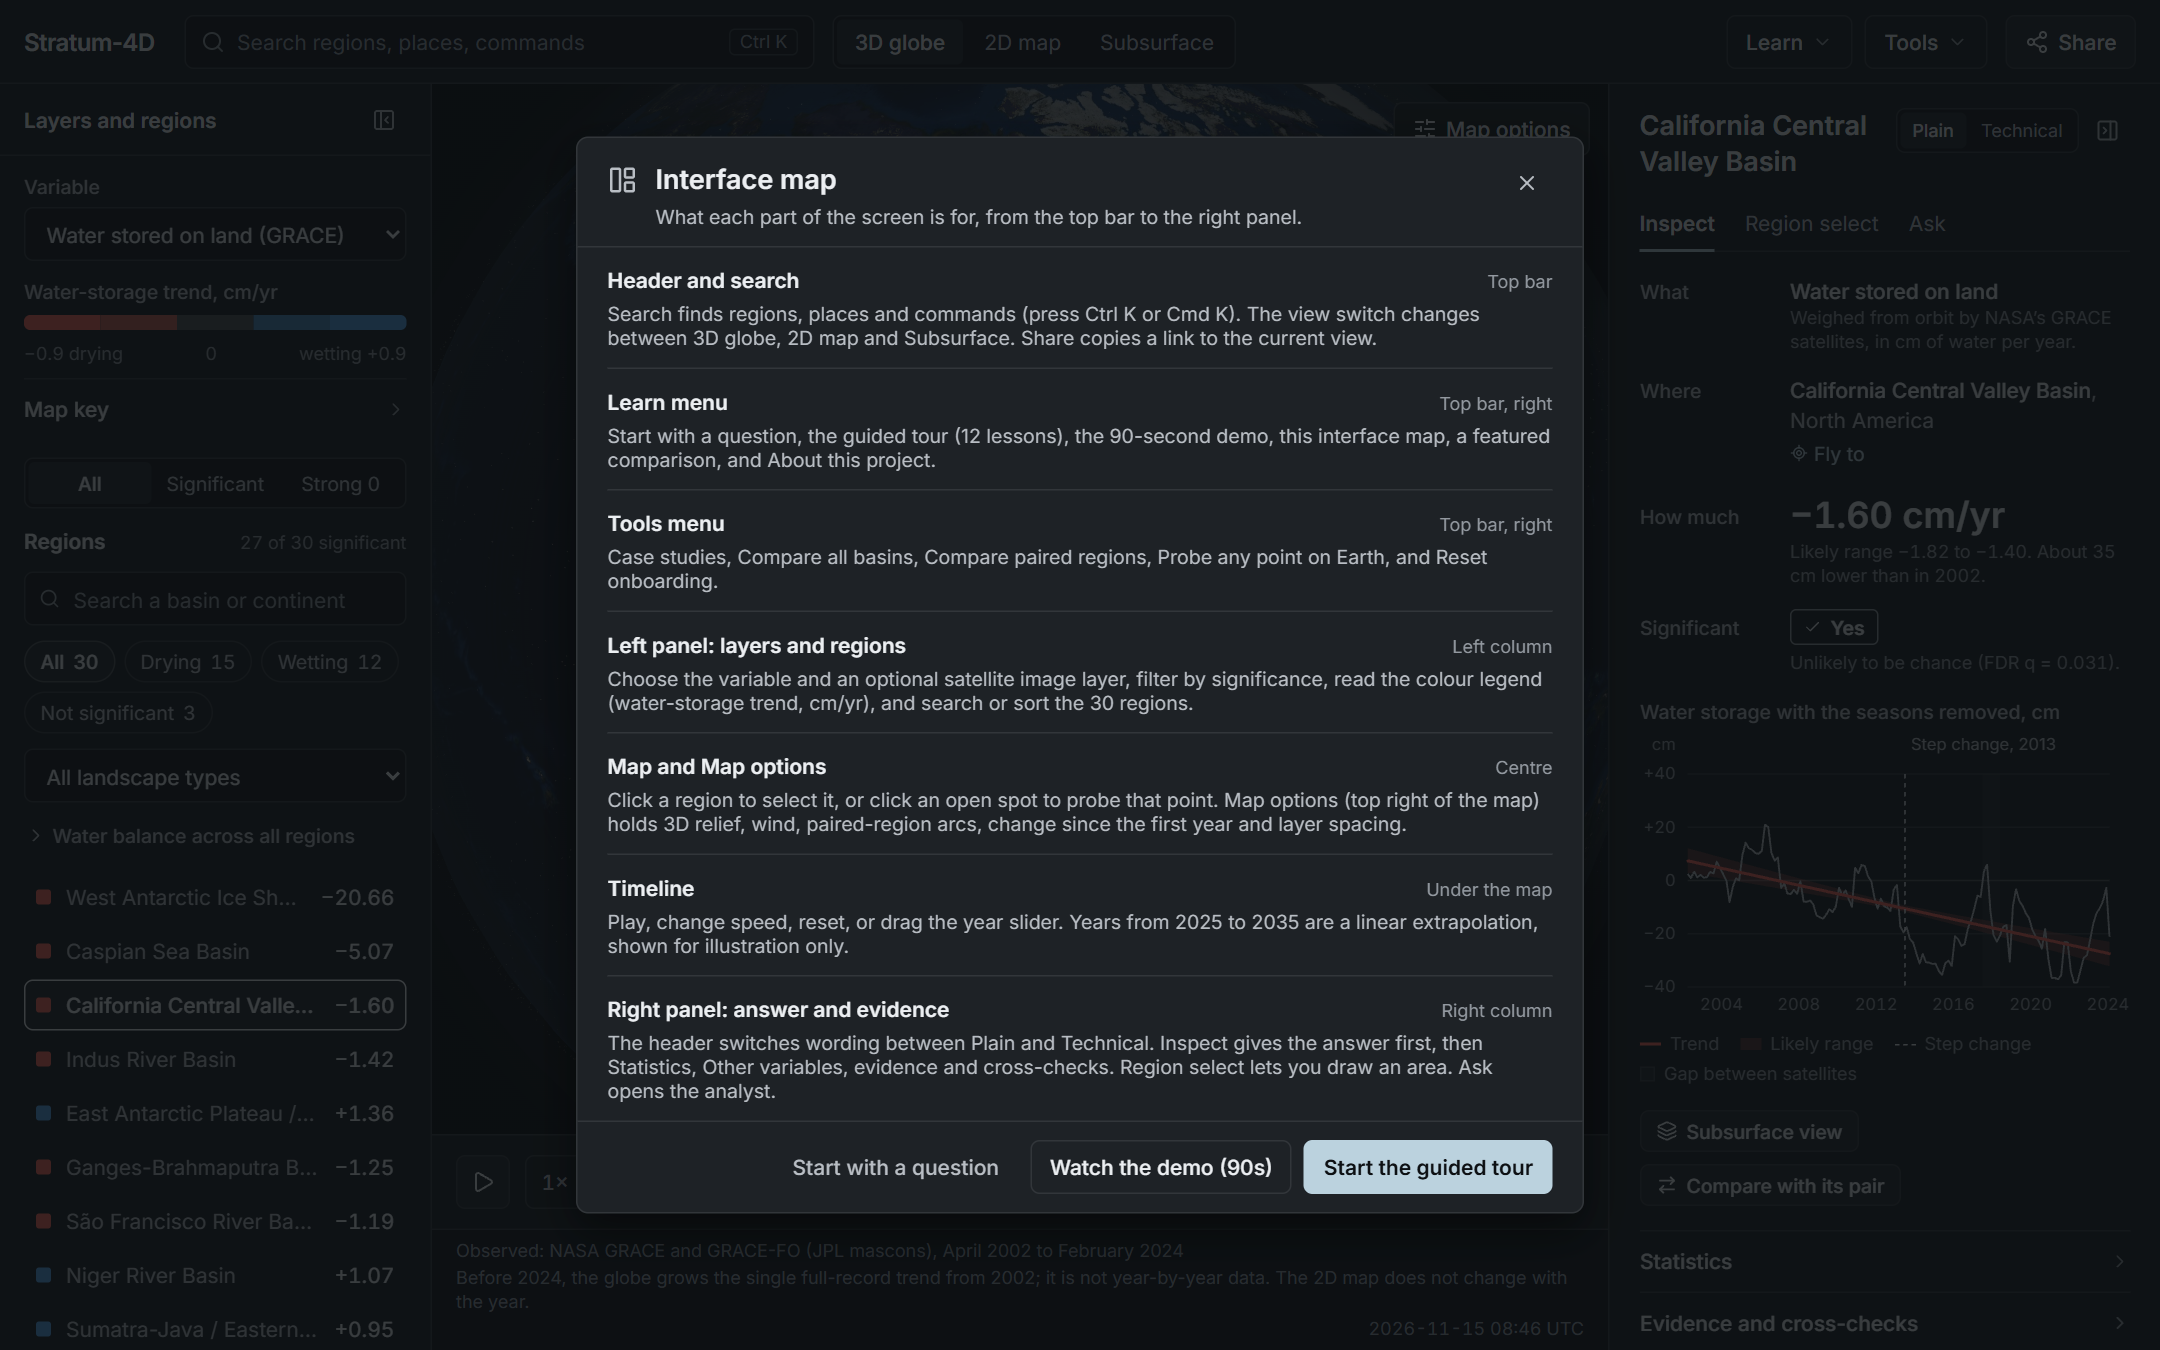 Stratum-4D
Search regions, places, commands
Ctrl K
3D globe
2D map
Subsurface
Learn
Tools
Share
Layers and regions
Variable
Water stored on land (GRACE)
Water-storage trend, cm/yr
−0.9 drying
0
wetting +0.9
Map key
All
Significant
Strong 0
Regions
27 of 30 significant
Search a basin or continent
All 30
Drying 15
Wetting 12
Not significant 3
All landscape types
Water balance across all regions
West Antarctic Ice Sh... −20.66
Caspian Sea Basin −5.07
California Central Valle... −1.60
Indus River Basin −1.42
East Antarctic Plateau /... +1.36
Ganges-Brahmaputra B... −1.25
São Francisco River Ba... −1.19
Niger River Basin +1.07
Sumatra-Java / Eastern... +0.95
Map options
Interface map
What each part of the screen is for, from the top bar to the right panel.
Header and search
Top bar
Search finds regions, places and commands (press Ctrl K or Cmd K). The view switch changes
between 3D globe, 2D map and Subsurface. Share copies a link to the current view.
Learn menu
Top bar, right
Start with a question, the guided tour (12 lessons), the 90-second demo, this interface map, a featured
comparison, and About this project.
Tools menu
Top bar, right
Case studies, Compare all basins, Compare paired regions, Probe any point on Earth, and Reset
onboarding.
Left panel: layers and regions
Left column
Choose the variable and an optional satellite image layer, filter by significance, read the colour legend
(water-storage trend, cm/yr), and search or sort the 30 regions.
Map and Map options
Centre
Click a region to select it, or click an open spot to probe that point. Map options (top right of the map)
holds 3D relief, wind, paired-region arcs, change since the first year and layer spacing.
Timeline
Under the map
Play, change speed, reset, or drag the year slider. Years from 2025 to 2035 are a linear extrapolation,
shown for illustration only.
Right panel: answer and evidence
Right column
The header switches wording between Plain and Technical. Inspect gives the answer first, then
Statistics, Other variables, evidence and cross-checks. Region select lets you draw an area. Ask
opens the analyst.
Start with a question
Watch the demo (90s)
Start the guided tour
1×
Observed: NASA GRACE and GRACE-FO (JPL mascons), April 2002 to February 2024
Before 2024, the globe grows the single full-record trend from 2002; it is not year-by-year data. The 2D map does not change with
the year.
2026-11-15 08:46 UTC
California Central
Valley Basin
Plain
Technical
Inspect
Region select
Ask
What
Water stored on land
Weighed from orbit by NASA's GRACE
satellites, in cm of water per year.
Where
California Central Valley Basin,
North America
Fly to
How much
−1.60 cm/yr
Likely range −1.82 to −1.40. About 35
cm lower than in 2002.
Significant
Yes
Unlikely to be chance (FDR q = 0.031).
Water storage with the seasons removed, cm
cm
Step change, 2013
+40
+20
0
−20
−40
2004 2008 2012 2016 2020 2024
Trend
Likely range
Step change
Gap between satellites
Subsurface view
Compare with its pair
Statistics
Evidence and cross-checks